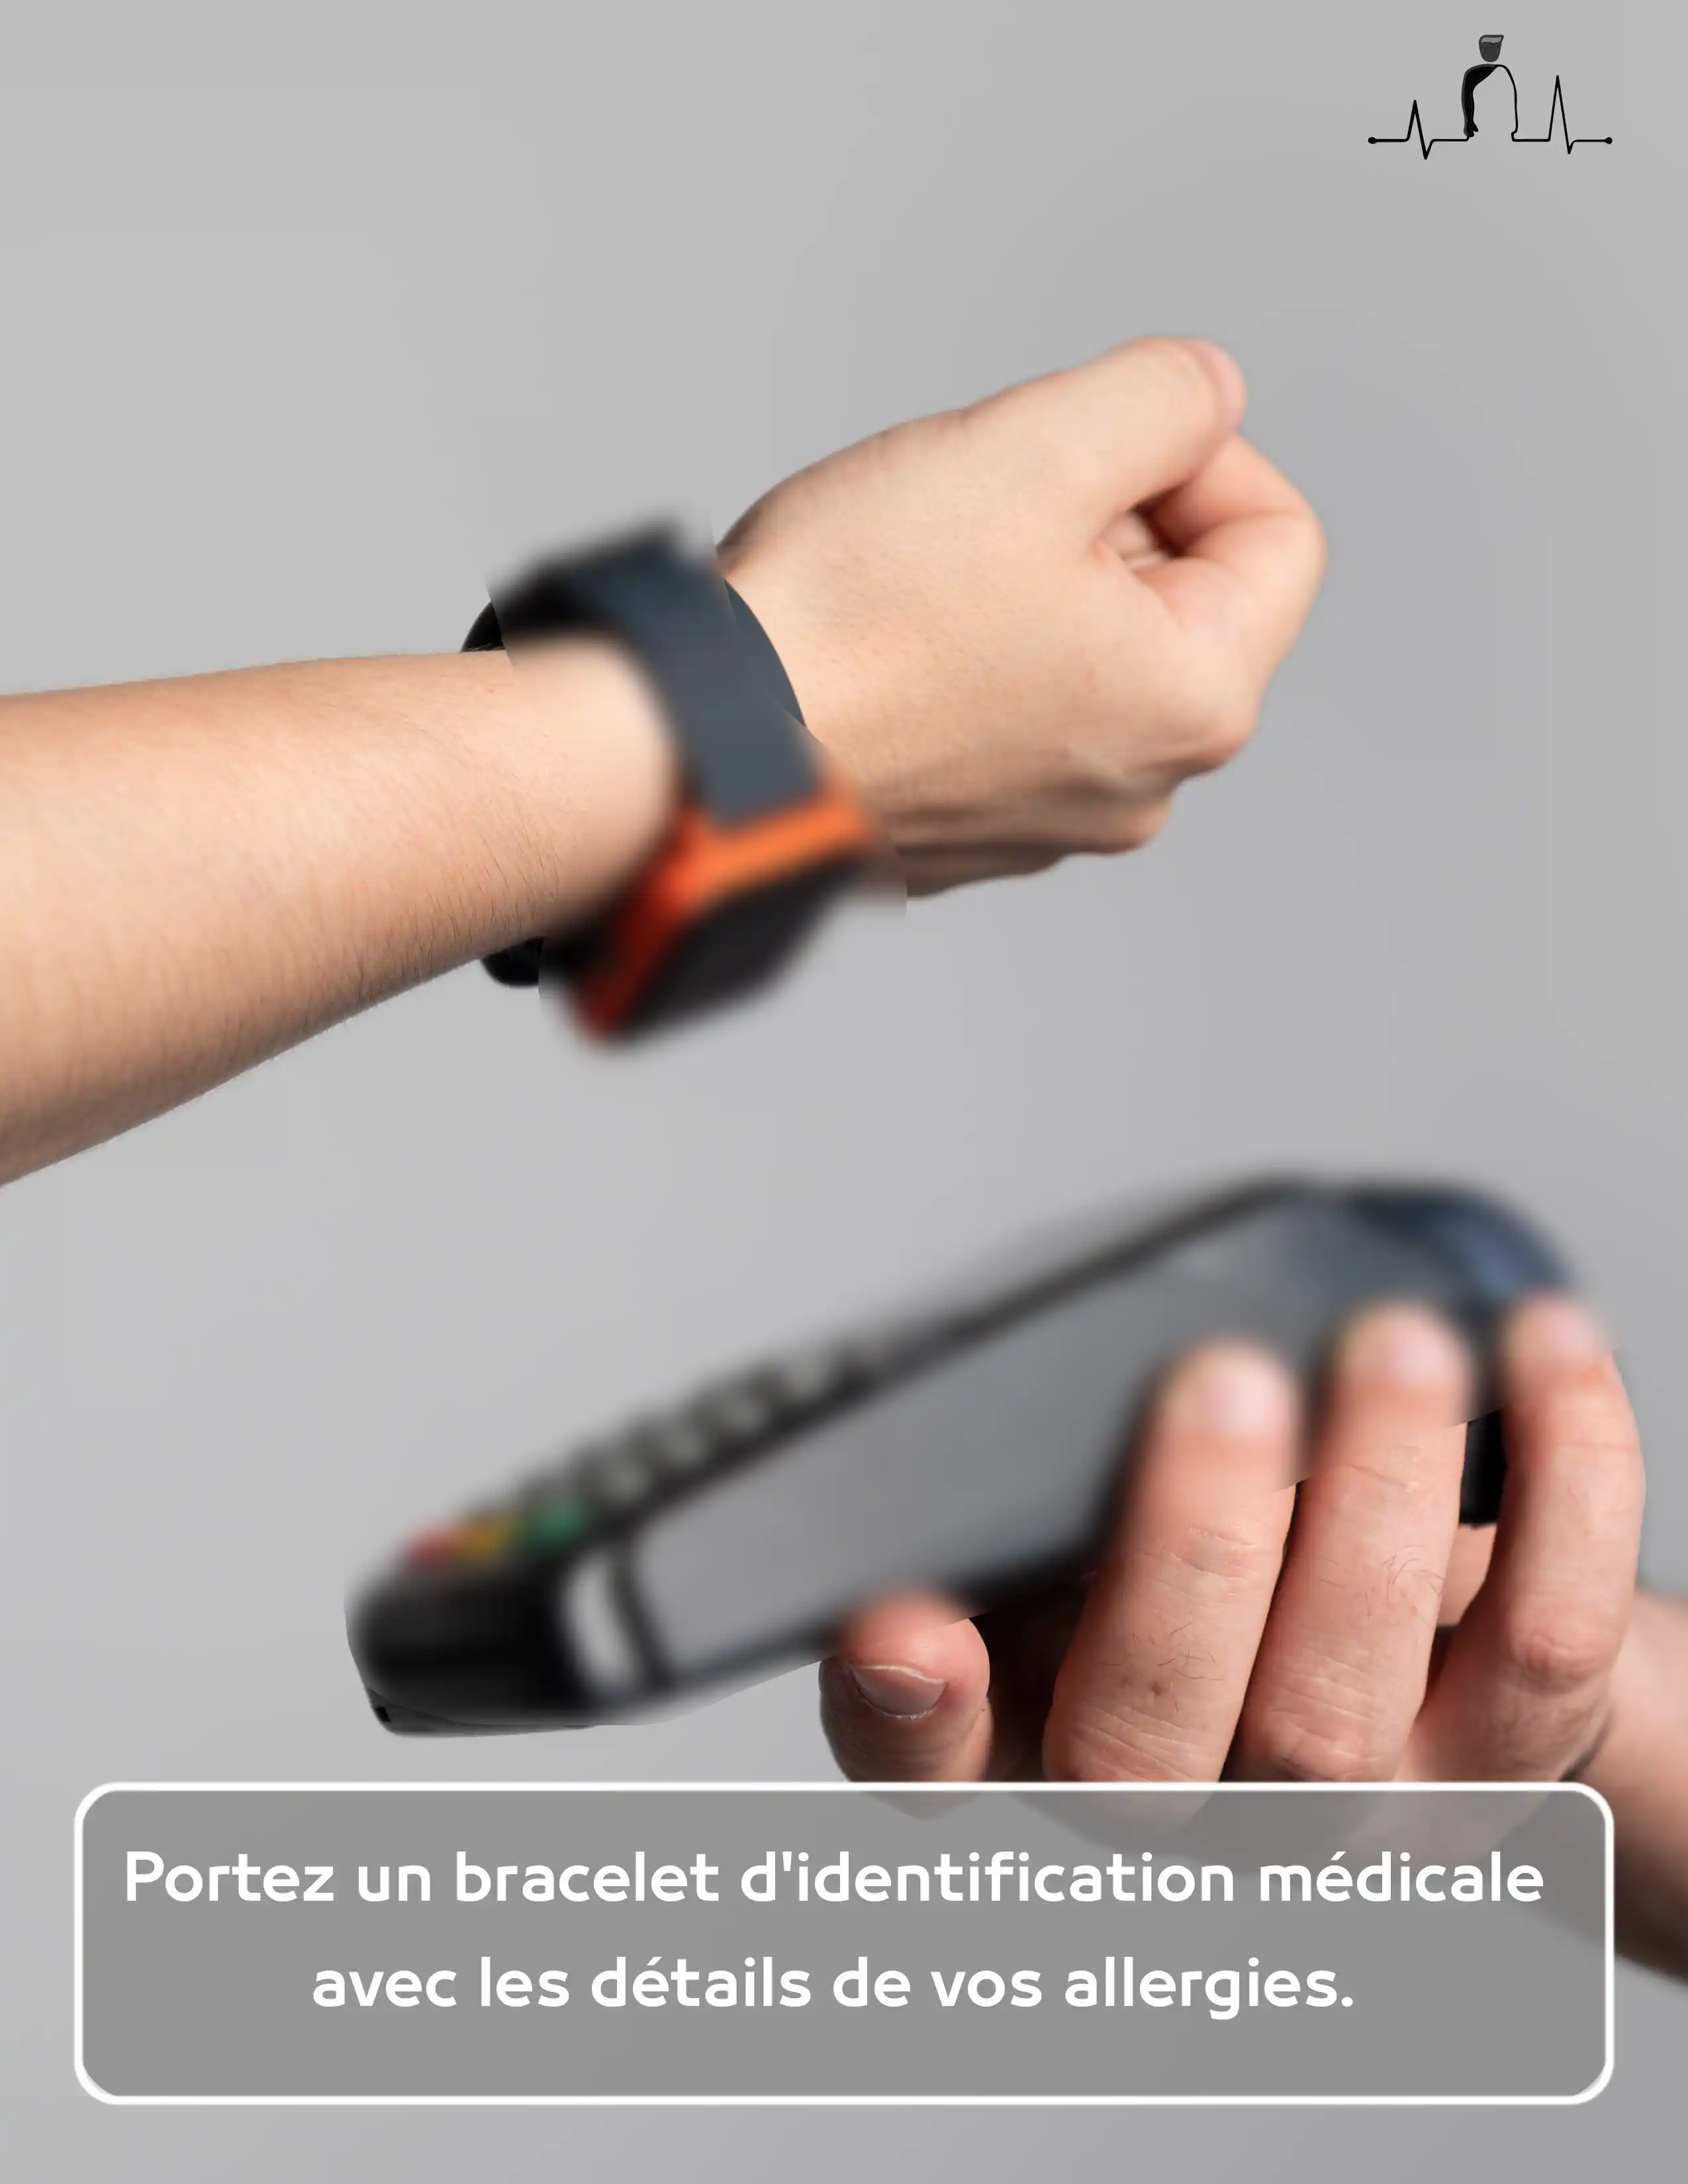 Portez un bracelet d'identification médicale
avec les détails de vos allergies.